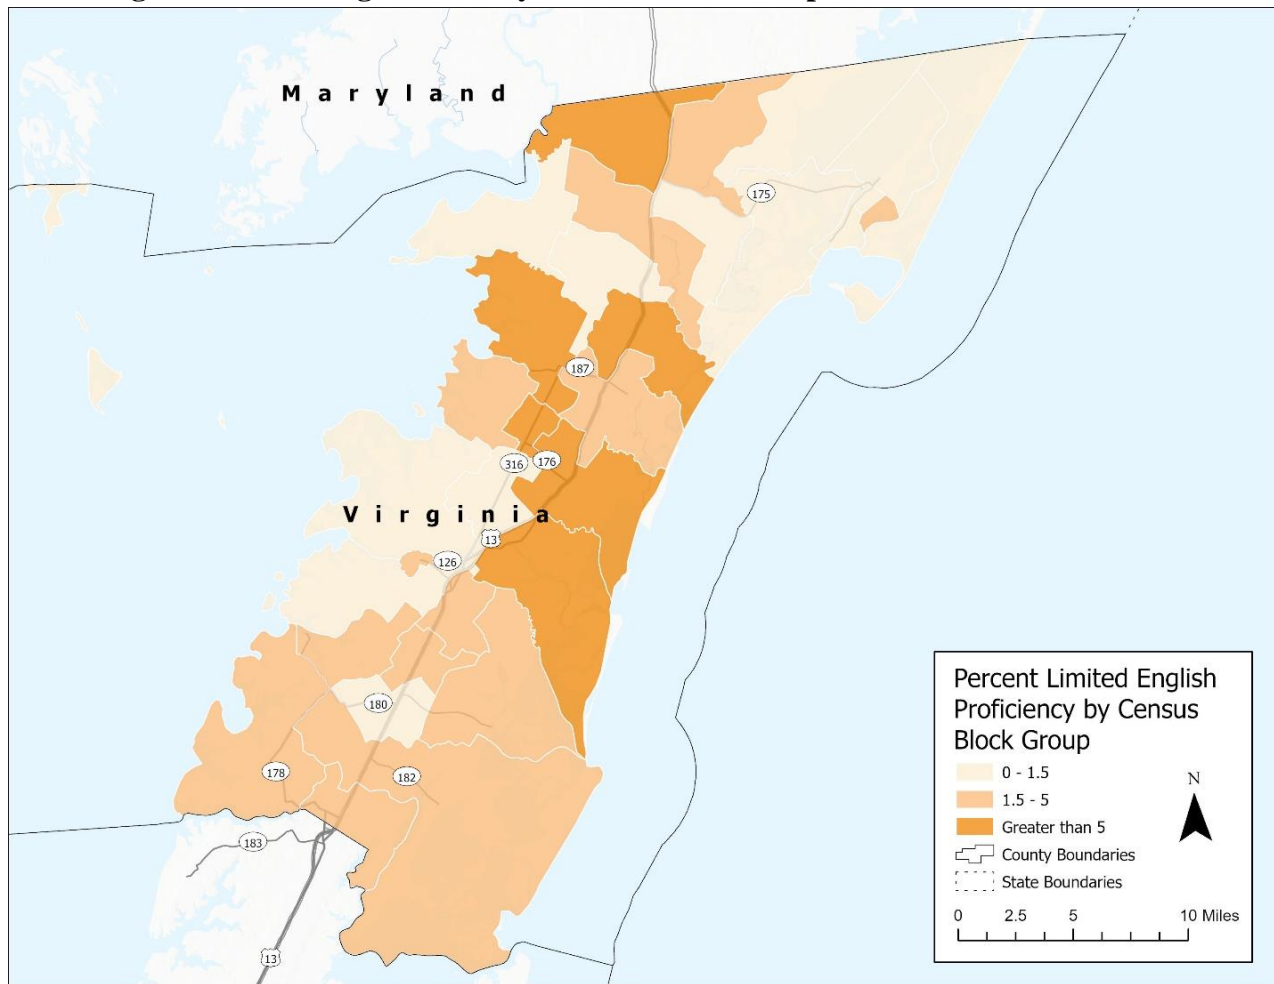 M a r y l a n d
175
187
316
176
V i r g i n i a
13
126
180
178
182
183
13
Percent Limited English
Proficiency by Census
Block Group
0 - 1.5
1.5 - 5
Greater than 5
County Boundaries
State Boundaries
N
0 2.5 5 10 Miles